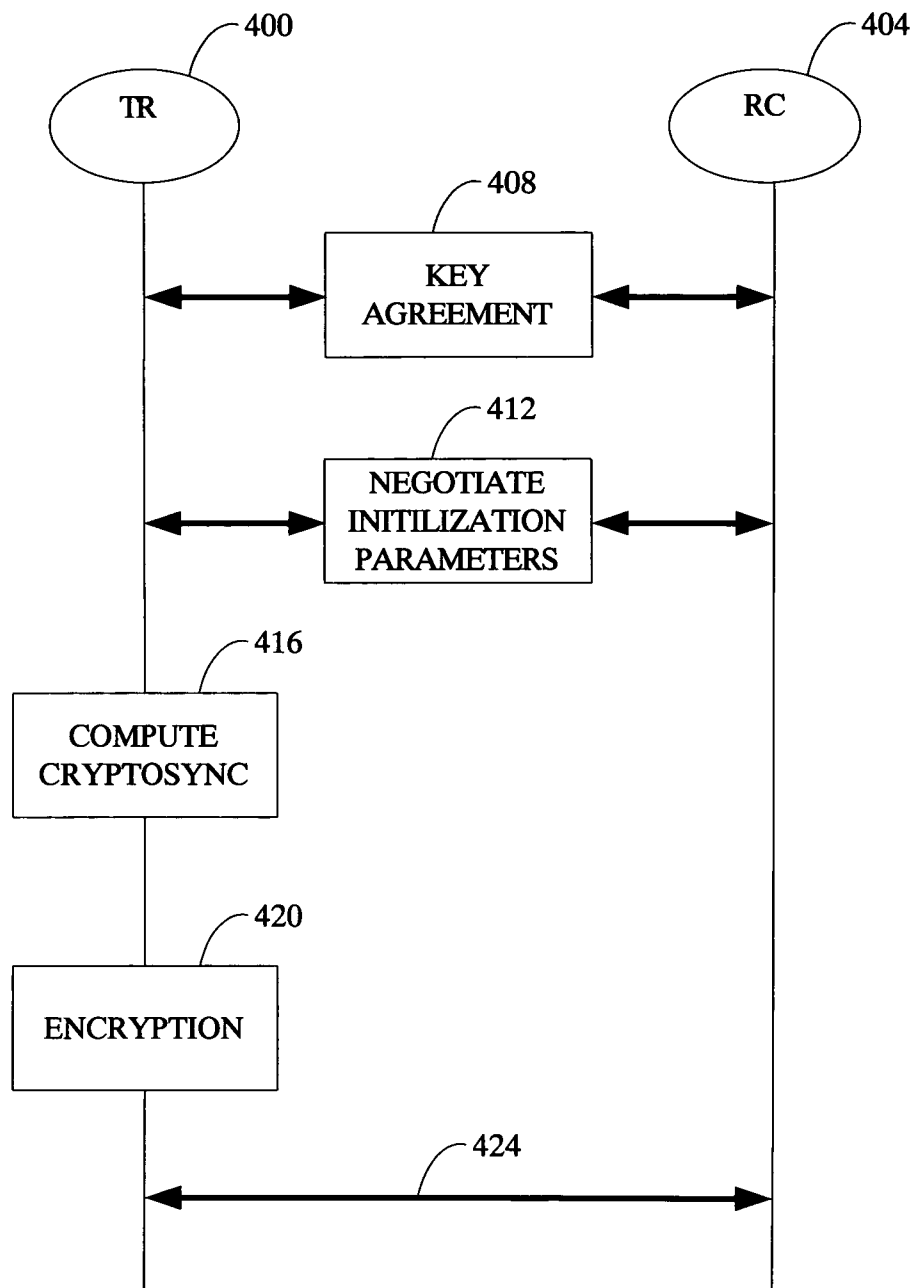 400
404
TR
RC
408
KEY
AGREEMENT
412
NEGOTIATE
INITILIZATION
PARAMETERS
416
COMPUTE
CRYPTOSYNC
420
ENCRYPTION
424